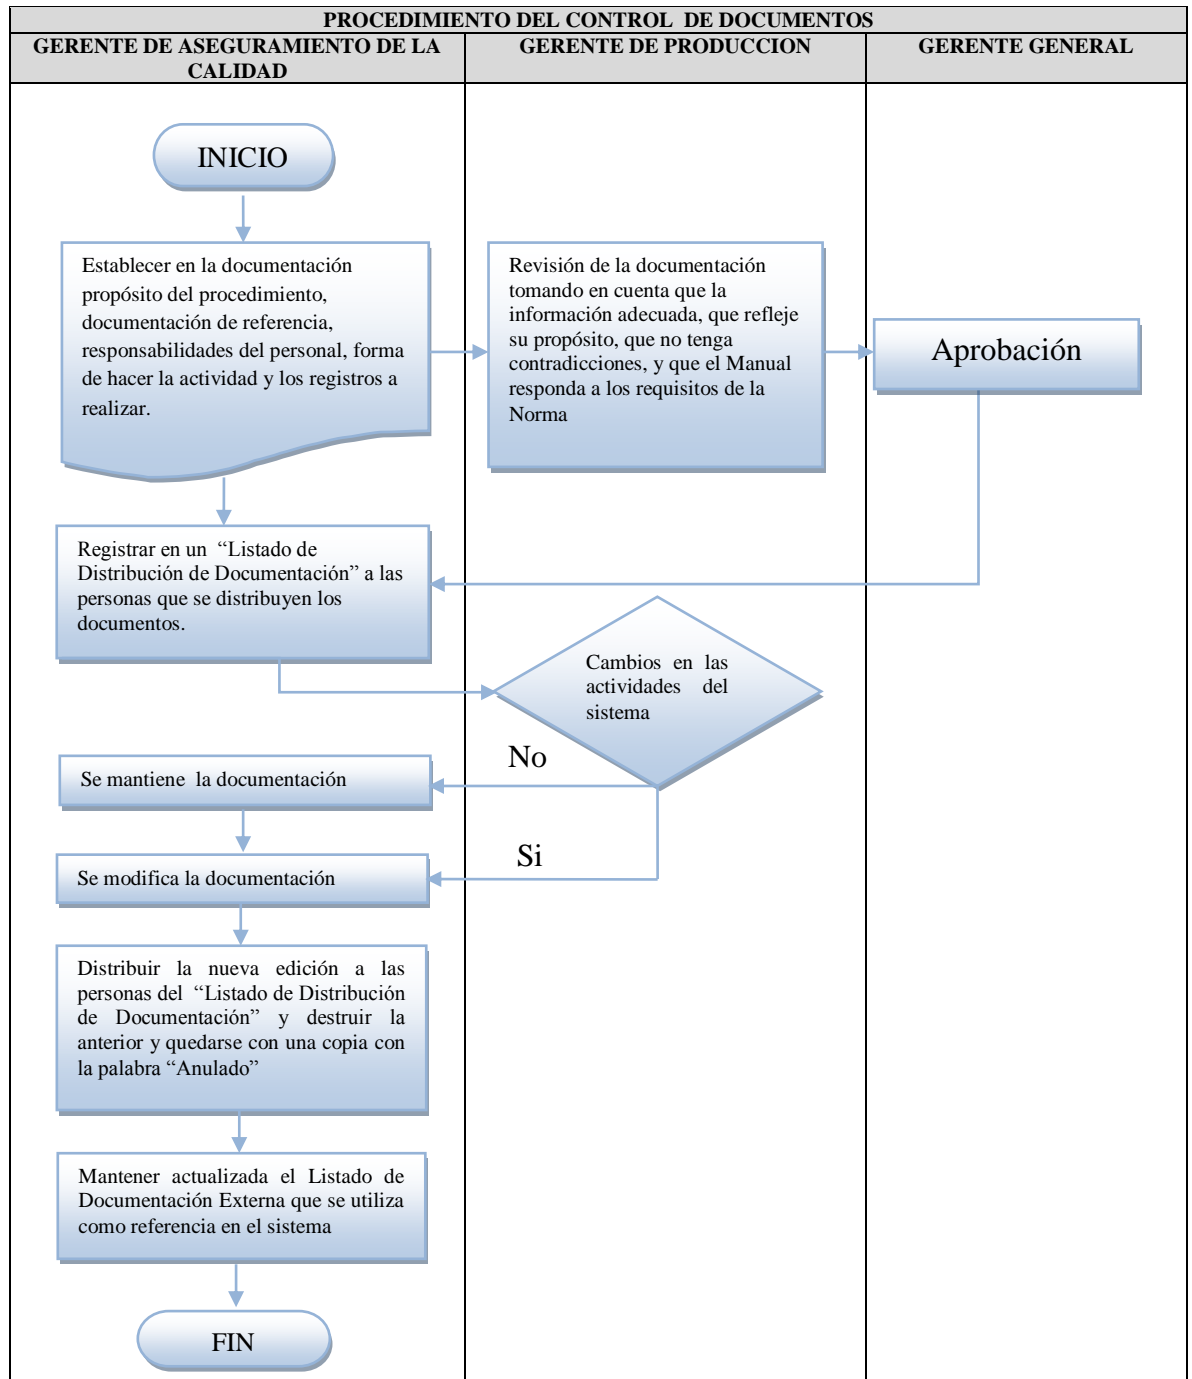 PROCEDIMIENTO DEL CONTROL DE DOCUMENTOS
GERENTE DE ASEGURAMIENTO DE LA
CALIDAD
GERENTE DE PRODUCCION
GERENTE GENERAL
INICIO
Establecer en la documentación
propósito del procedimiento,
documentación de referencia,
responsabilidades del personal, forma
de hacer la actividad y los registros a
realizar.
Revisión de la documentación
tomando en cuenta que la
información adecuada, que refleje
su propósito, que no tenga
contradicciones, y que el Manual
responda a los requisitos de la
Norma
Aprobación
Registrar en un “Listado de
Distribución de Documentación” a las
personas que se distribuyen los
documentos.
Cambios en las
actividades del
sistema
No
Se mantiene la documentación
Si
Se modifica la documentación
Distribuir la nueva edición a las
personas del “Listado de Distribución
de Documentación” y destruir la
anterior y quedarse con una copia con
la palabra “Anulado”
Mantener actualizada el Listado de
Documentación Externa que se utiliza
como referencia en el sistema
FIN